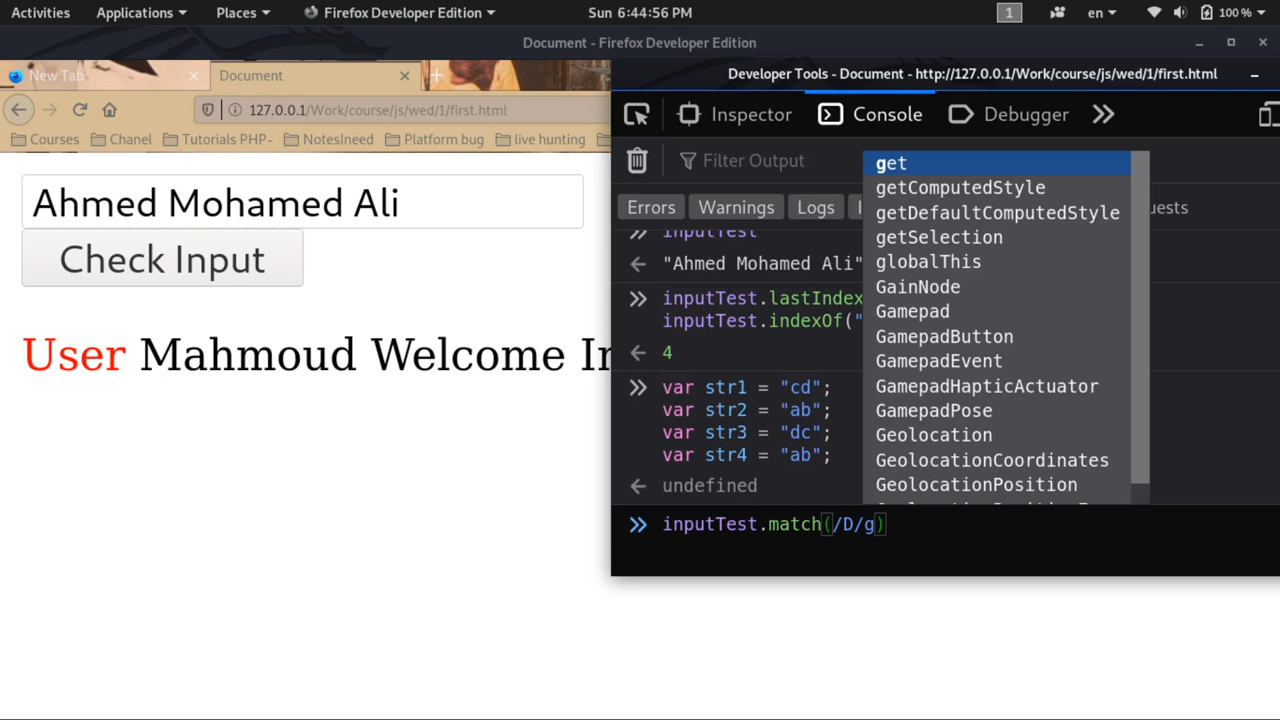 Activities Applications Places Firefox Developer Edition Sun 6:44:56 PM 1 en 100 %
Document - Firefox Developer Edition
New Tab Document
127.0.0.1/Work/course/js/wed/1/first.html
Courses Chanel Tutorials PHP- NotesIneed Platform bug live hunting
Ahmed Mohamed Ali
Check Input
User Mahmoud Welcome In
Developer Tools - Document - http://127.0.0.1/Work/course/js/wed/1/first.html
Inspector Console Debugger
Filter Output
Errors Warnings Logs
inputTest
"Ahmed Mohamed Ali"
inputTest.lastIndex
inputTest.indexOf("
4
var str1 = "cd";
var str2 = "ab";
var str3 = "dc";
var str4 = "ab";
undefined
inputTest.match(/D/g)
get
getComputedStyle
getDefaultComputedStyle
getSelection
globalThis
GainNode
Gamepad
GamepadButton
GamepadEvent
GamepadHapticActuator
GamepadPose
Geolocation
GeolocationCoordinates
GeolocationPosition